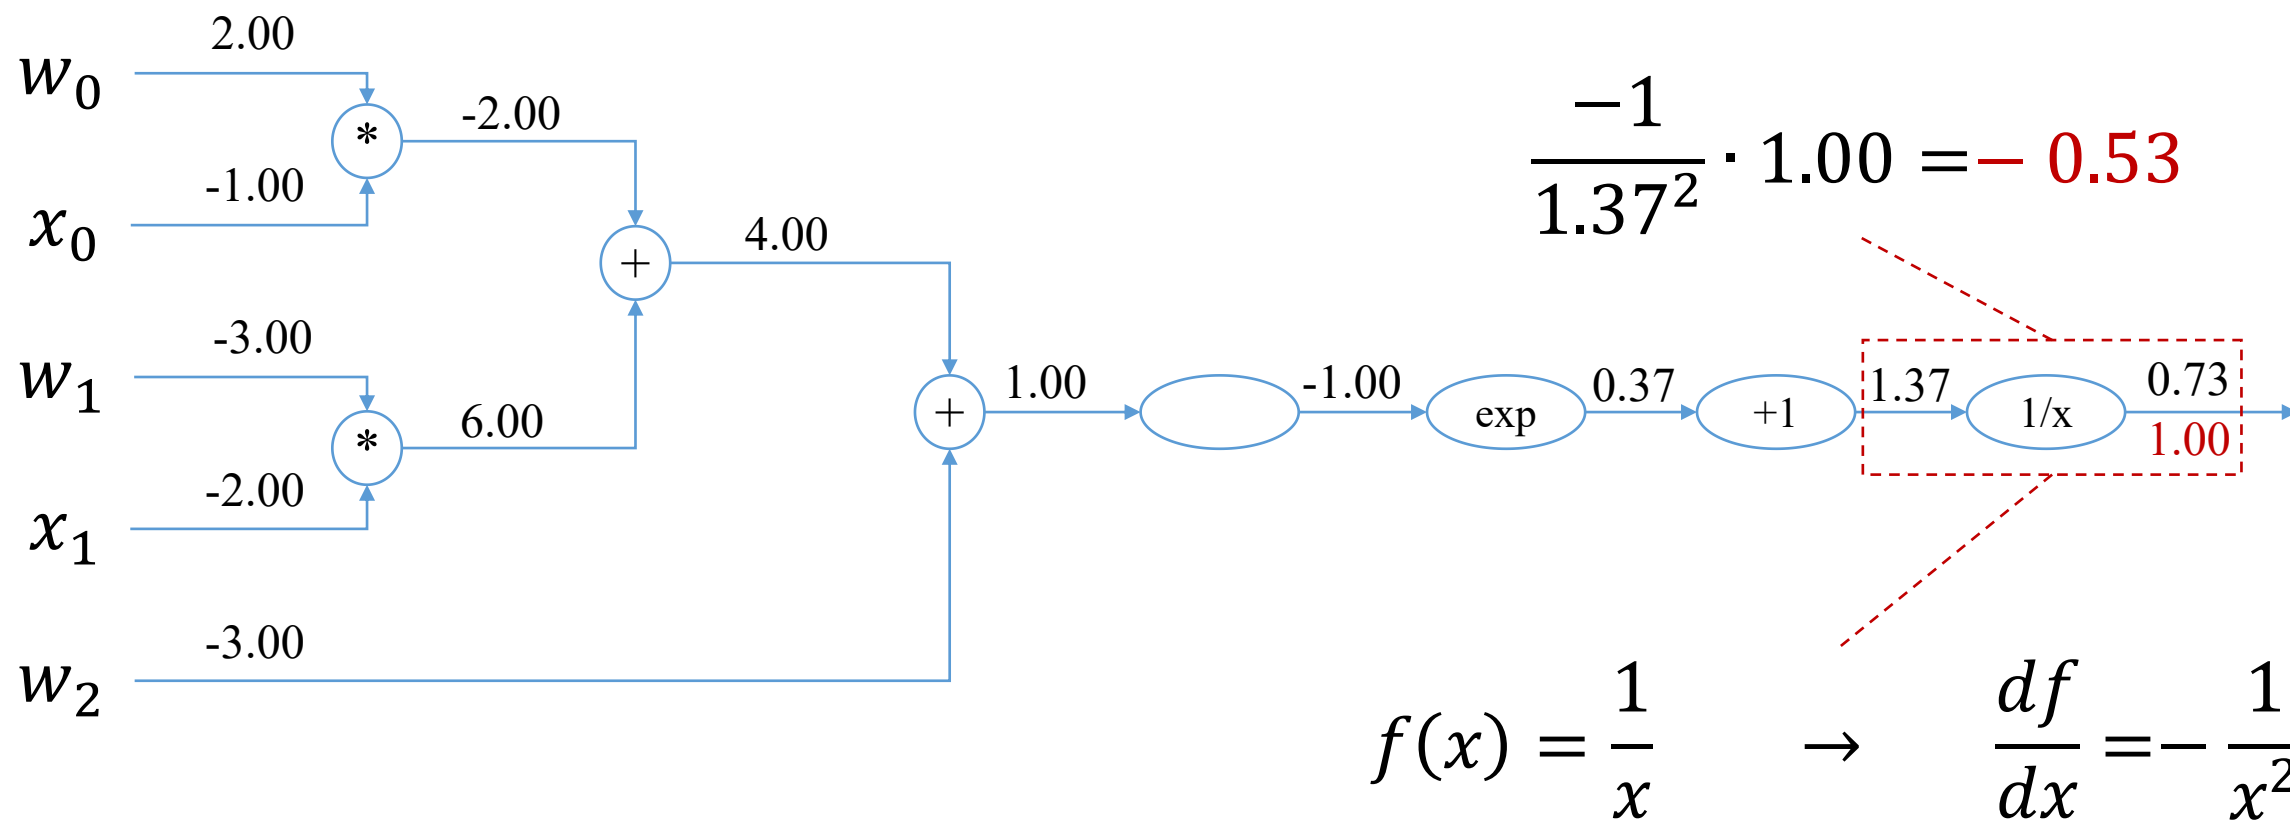 2.00
w₀
*
-2.00
-1.00
x₀
+
4.00
-3.00
w₁
*
6.00
-2.00
x₁
-3.00
w₂
+
1.00
-1.00
exp
0.37
+1
1.37
1/x
0.73
1.00
−1/1.37² · 1.00 = − 0.53
f(x) = 1/x → df/dx = − 1/x²